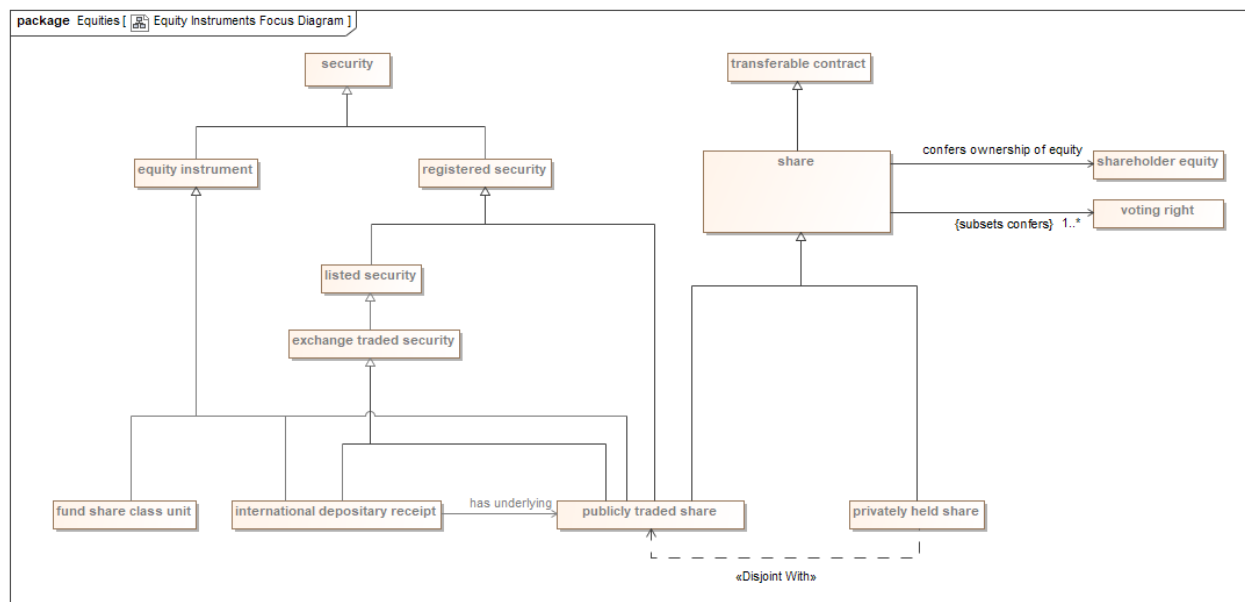 package Equities [ Equity Instruments Focus Diagram ]
security
transferable contract
equity instrument
registered security
share
confers ownership of equity
shareholder equity
voting right
{subsets confers} 1..*
listed security
exchange traded security
fund share class unit
international depositary receipt
has underlying
publicly traded share
privately held share
«Disjoint With»